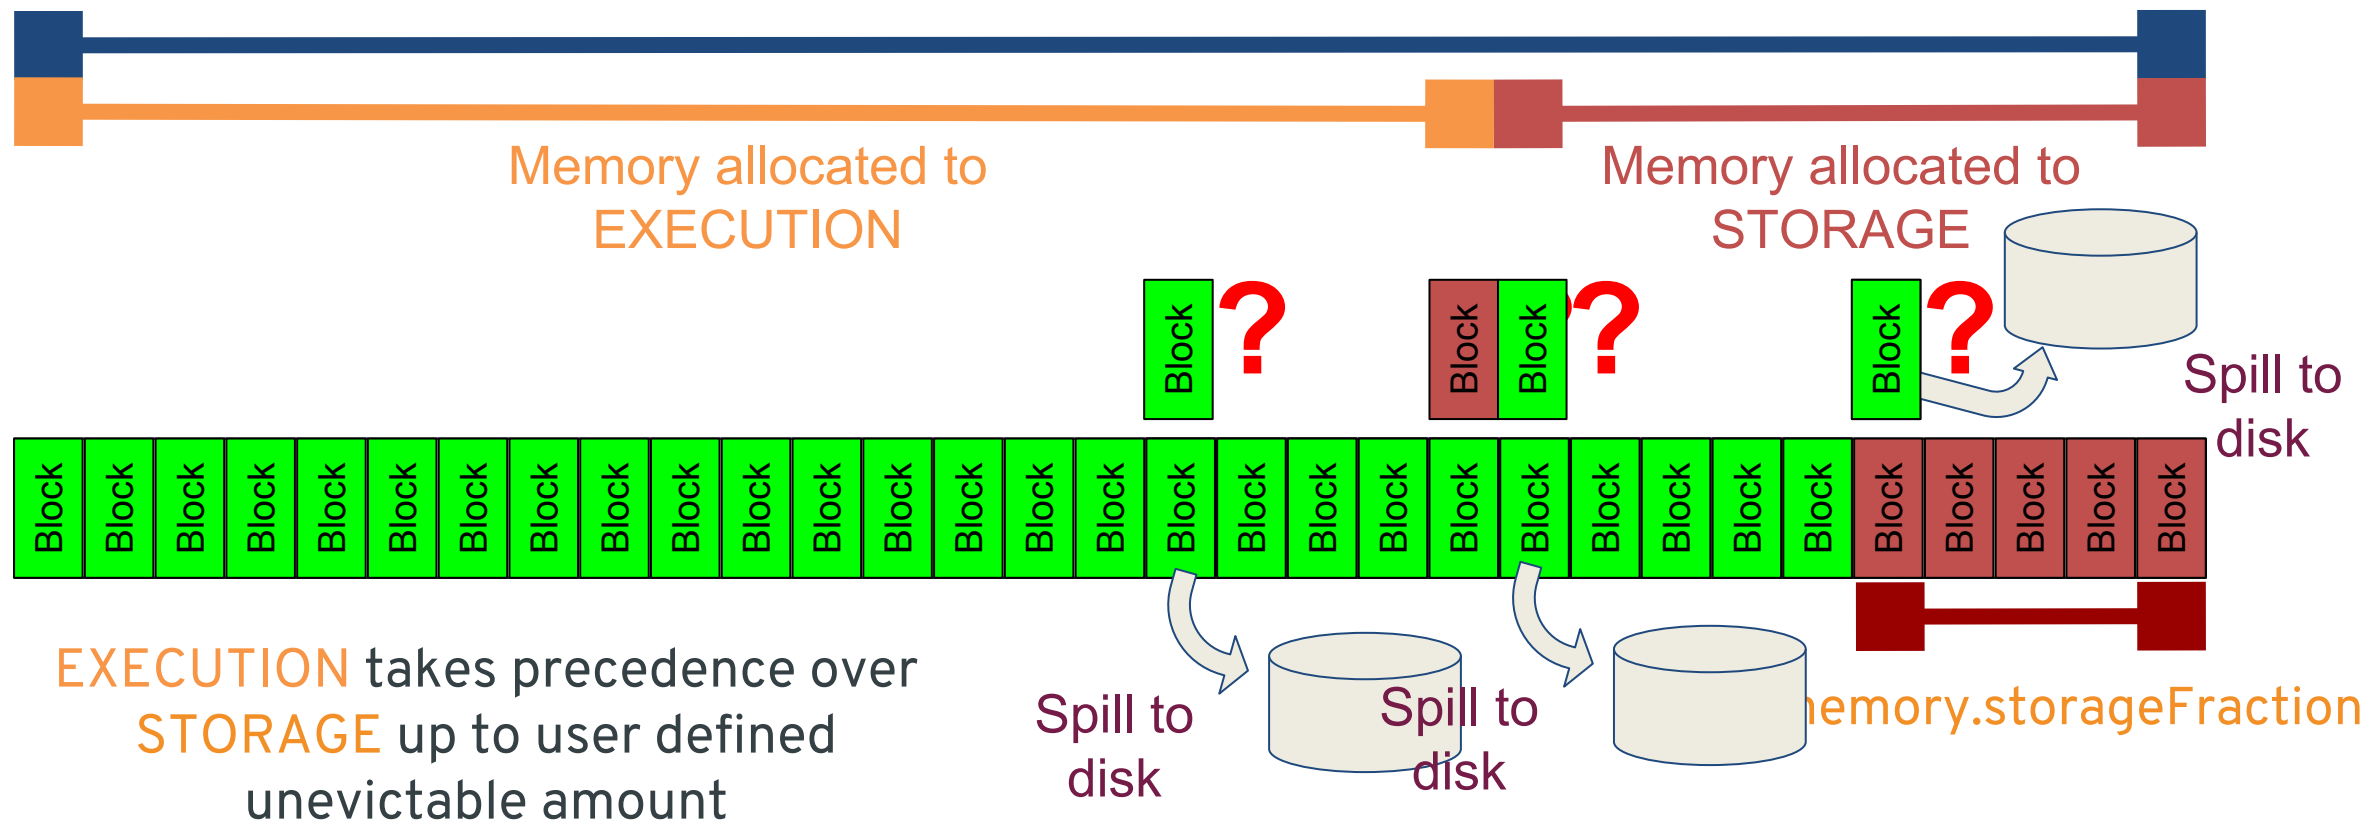 Memory allocated to
EXECUTION
Memory allocated to
STORAGE
Block ?
Block Block ?
Block ?
Spill to
disk
Block Block Block Block Block Block Block Block Block Block Block Block Block Block Block Block Block Block Block Block Block Block Block Block Block Block Block Block Block Block Block
EXECUTION takes precedence over
STORAGE up to user defined
unevictable amount
Spill to
disk
Spill to
disk
memory.storageFraction